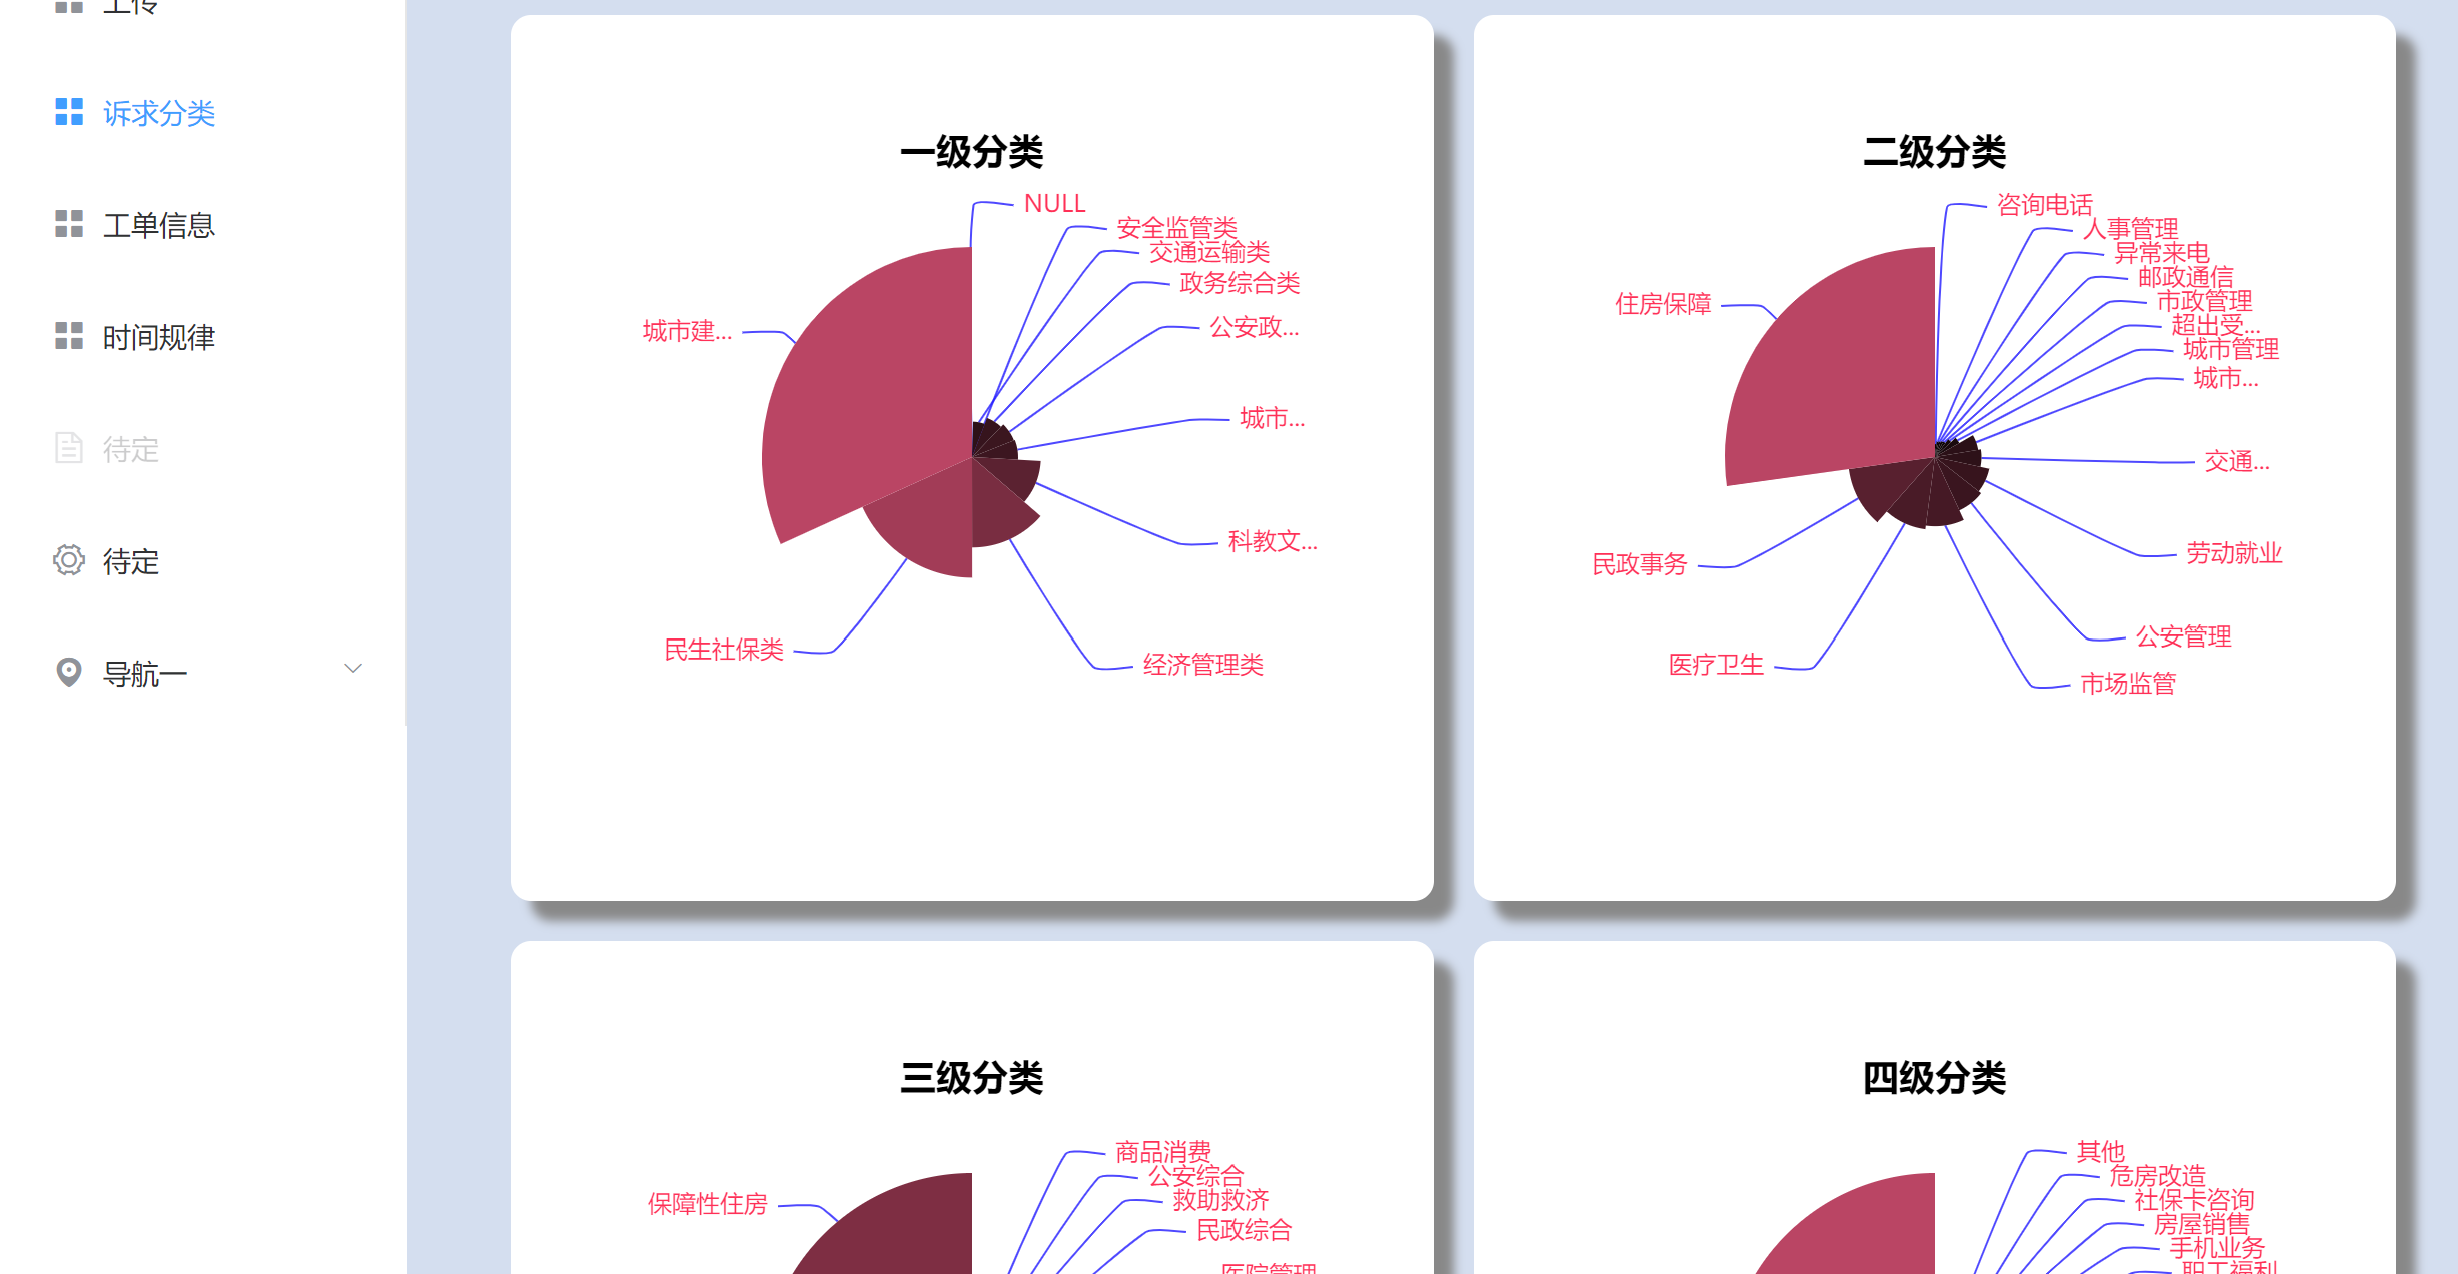 上传
诉求分类
工单信息
时间规律
待定
待定
导航一
一级分类
NULL
安全监管类
交通运输类
政务综合类
公安政...
城市...
科教文...
经济管理类
民生社保类
城市建...
二级分类
咨询电话
人事管理
异常来电
邮政通信
市政管理
超出受...
城市管理
城市...
交通...
劳动就业
公安管理
市场监管
医疗卫生
民政事务
住房保障
三级分类
商品消费
公安综合
救助救济
民政综合
医院管理
保障性住房
四级分类
其他
危房改造
社保卡咨询
房屋销售
手机业务
职工福利